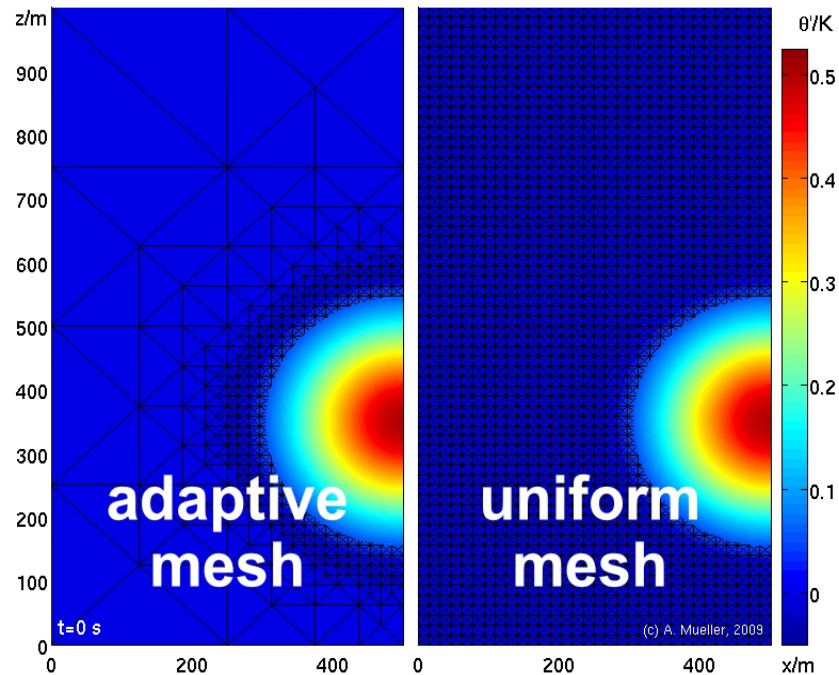 z/m
θ'/K
900
800
700
600
500
400
300
200
100
0
adaptive
mesh
t=0 s
uniform
mesh
(c) A. Mueller, 2009
0.5
0.4
0.3
0.2
0.1
0
0 200 400
0 200 400 x/m